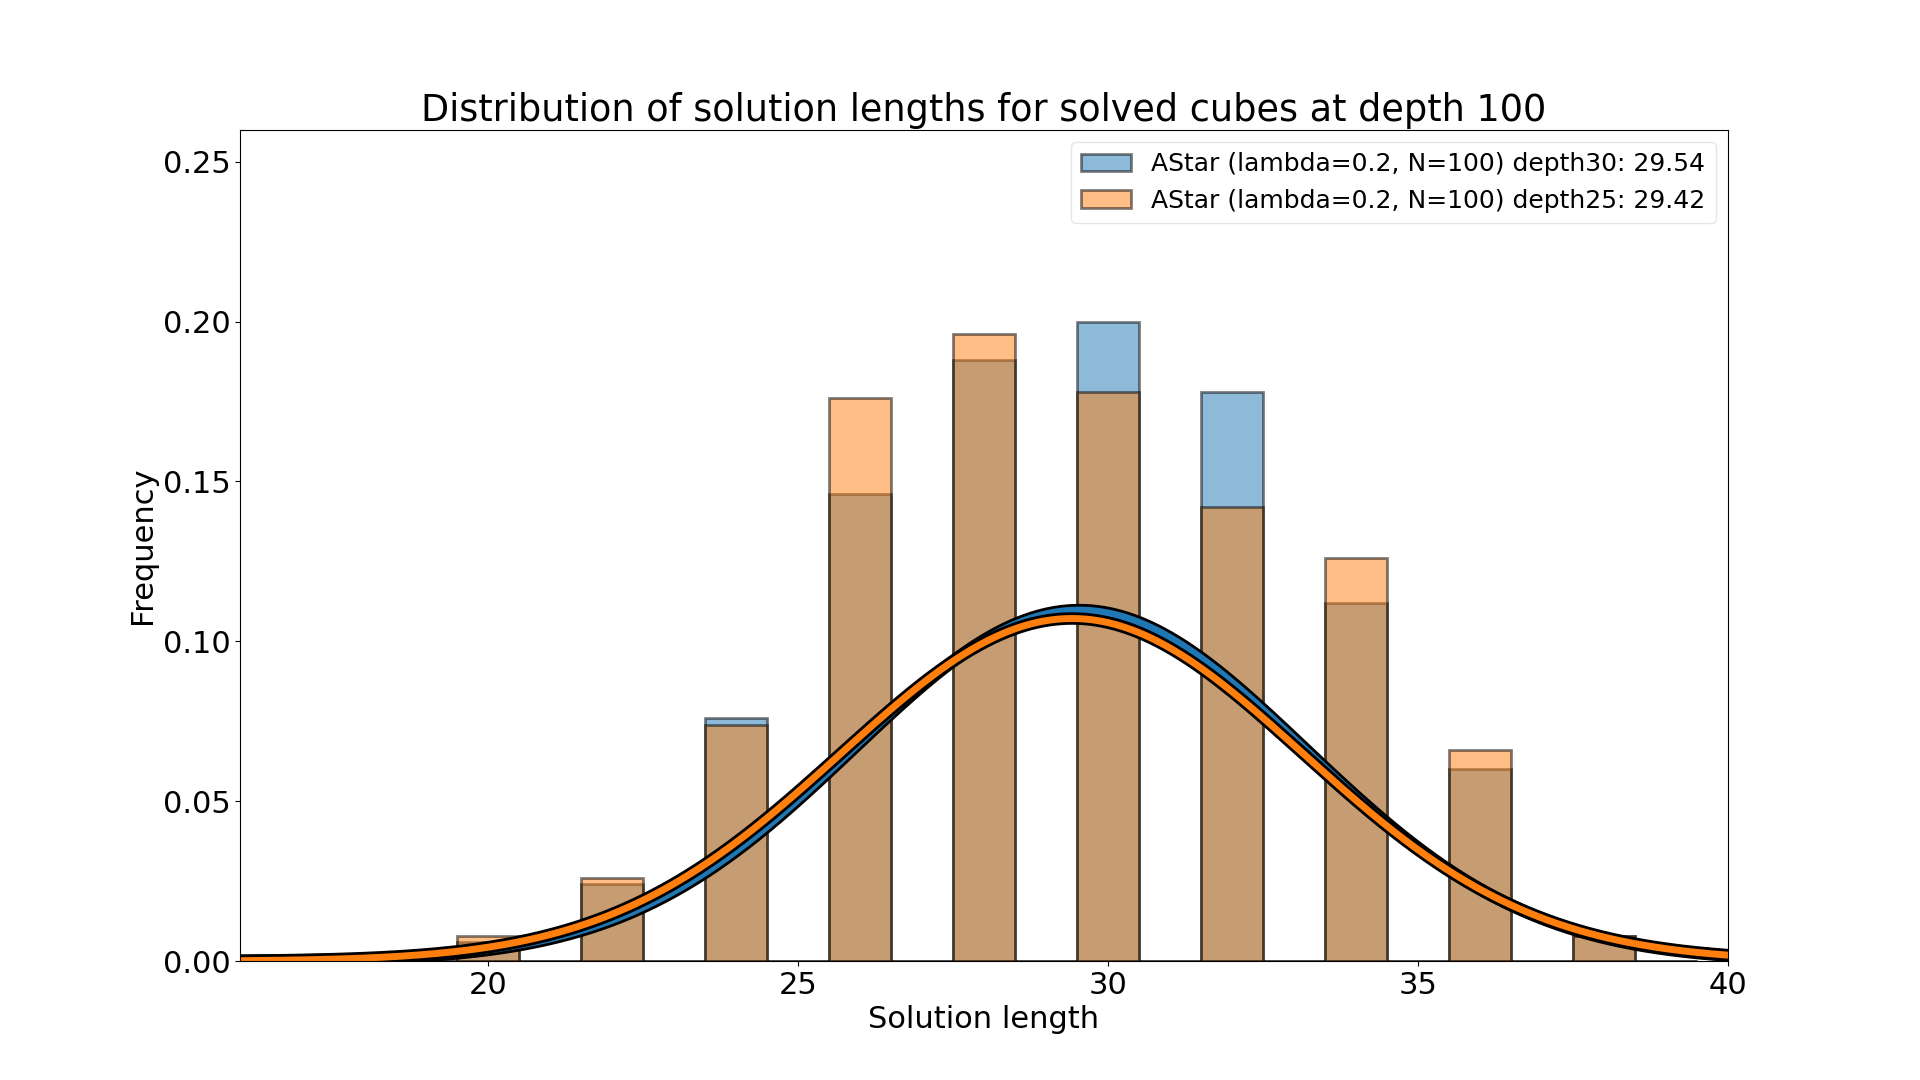 Distribution of solution lengths for solved cubes at depth 100
AStar (lambda=0.2, N=100) depth30: 29.54
AStar (lambda=0.2, N=100) depth25: 29.42
0.25
0.20
0.15
0.10
0.05
0.00
Frequency
20 25 30 35 40
Solution length